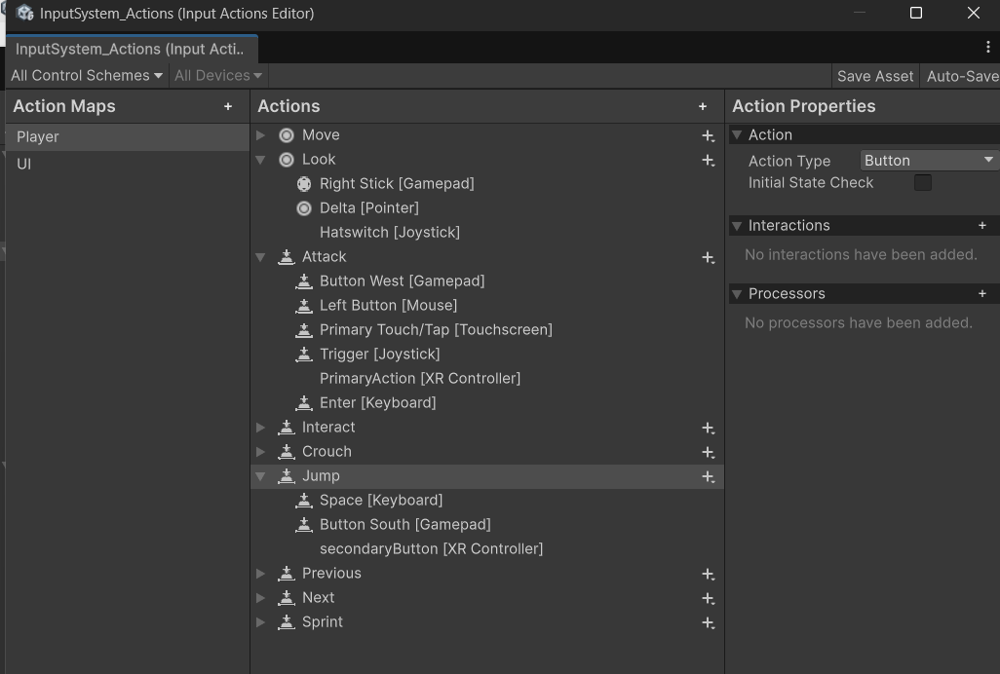 InputSystem_Actions (Input Actions Editor)
InputSystem_Actions (Input Acti..
All Control Schemes
All Devices
Save Asset
Auto-Save
Action Maps
+
Player
UI
Actions
+
Move
Look
Right Stick [Gamepad]
Delta [Pointer]
Hatswitch [Joystick]
Attack
Button West [Gamepad]
Left Button [Mouse]
Primary Touch/Tap [Touchscreen]
Trigger [Joystick]
PrimaryAction [XR Controller]
Enter [Keyboard]
Interact
Crouch
Jump
Space [Keyboard]
Button South [Gamepad]
secondaryButton [XR Controller]
Previous
Next
Sprint
Action Properties
Action
Action Type Button
Initial State Check
Interactions +
No interactions have been added.
Processors +
No processors have been added.